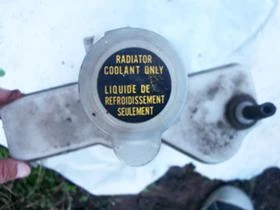 RADIATOR
COOLANT ONLY
LIQUIDE DE
REFROIDISSEMENT
SEULEMENT